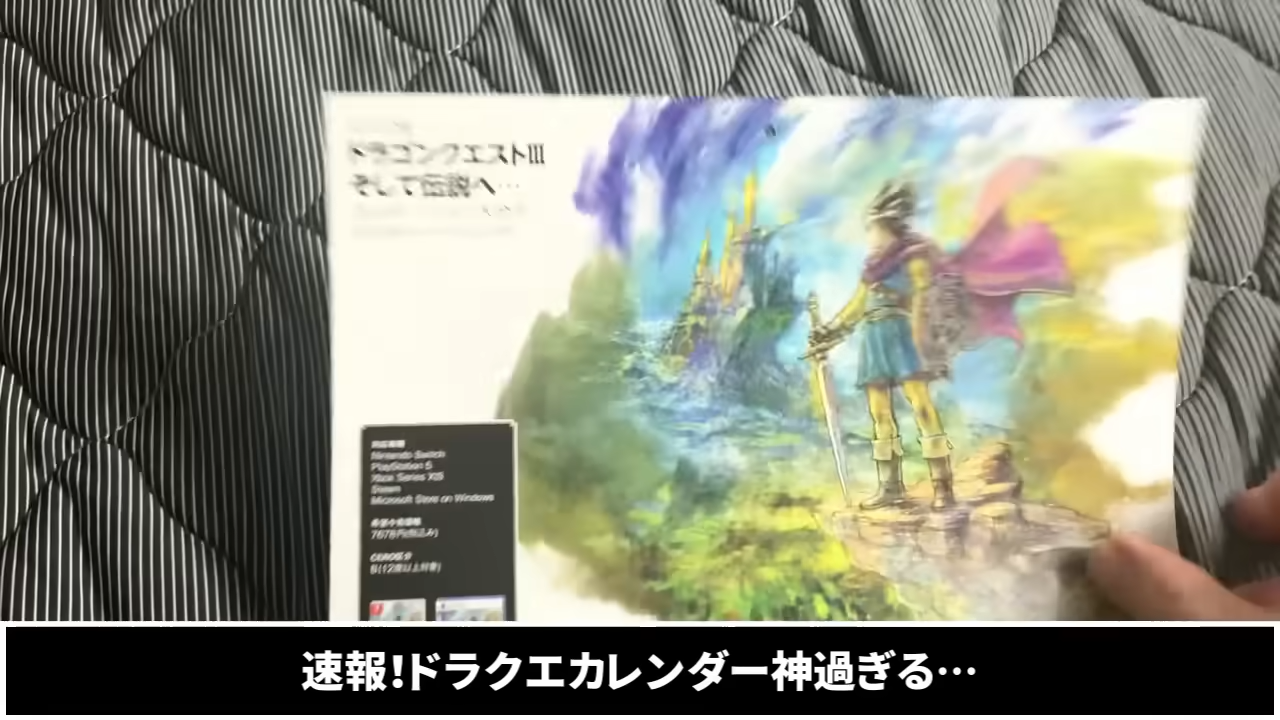 ドラゴンクエストIII
そして伝説へ…
対応機種
Nintendo Switch
PlayStation 5
Xbox Series X|S
Steam
Microsoft Store on Windows
希望小売価格
7678円(税込み)
CERO区分
B(12歳以上対象)
速報!ドラクエカレンダー神過ぎる…